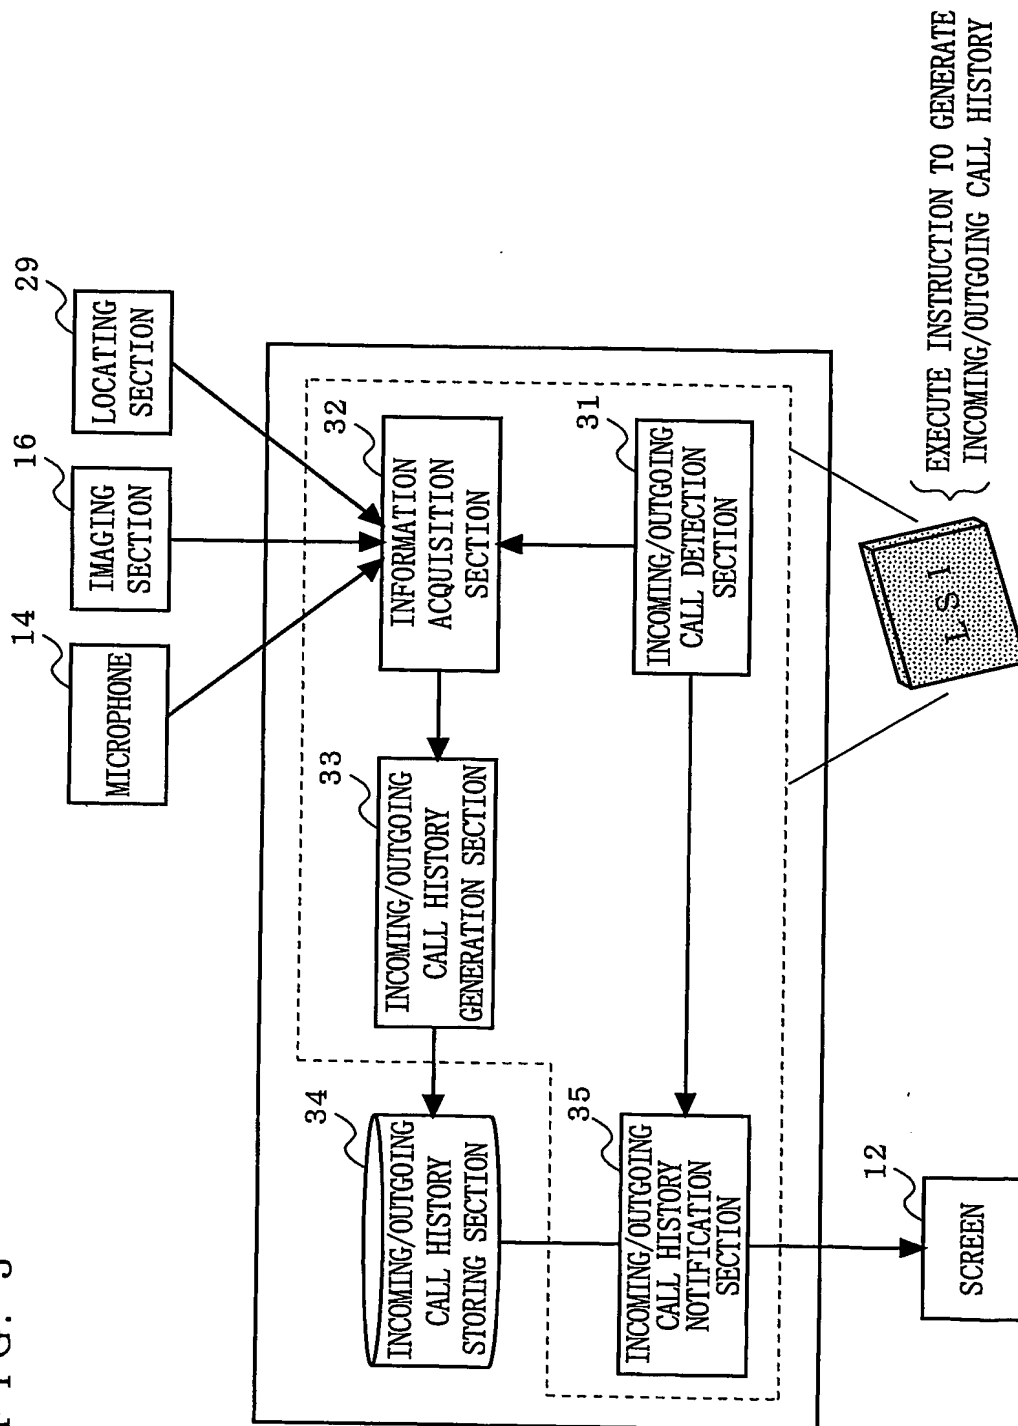 FIG. 3
14
MICROPHONE
16
IMAGING
SECTION
29
LOCATING
SECTION
34
INCOMING/OUTGOING
CALL HISTORY
STORING SECTION
33
INCOMING/OUTGOING
CALL HISTORY
GENERATION SECTION
32
INFORMATION
ACQUISITION
SECTION
35
INCOMING/OUTGOING
CALL HISTORY
NOTIFICATION
SECTION
31
INCOMING/OUTGOING
CALL DETECTION
SECTION
12
SCREEN
LSI
EXECUTE INSTRUCTION TO GENERATE
INCOMING/OUTGOING CALL HISTORY